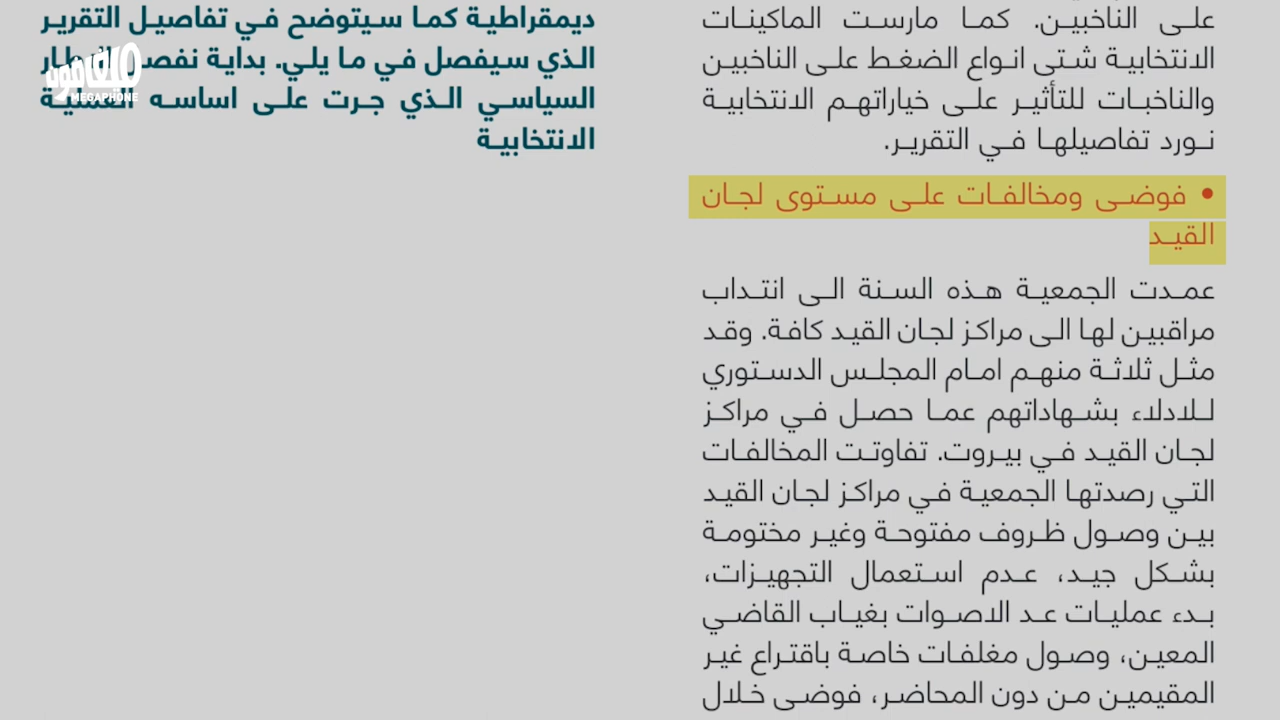 على الناخبين. كما مارست الماكينات
الانتخابية شتى انواع الضغط على الناخبين
والناخبات للتأثير على خياراتهم الانتخابية
نورد تفاصيلها في التقرير.
• فوضى ومخالفات على مستوى لجان
القيد
عمدت الجمعية هذه السنة الى انتداب
مراقبين لها الى مراكز لجان القيد كافة. وقد
مثل ثلاثة منهم امام المجلس الدستوري
للادلاء بشهاداتهم عما حصل في مراكز
لجان القيد في بيروت. تفاوتت المخالفات
التي رصدتها الجمعية في مراكز لجان القيد
بين وصول ظروف مفتوحة وغير مختومة
بشكل جيد، عدم استعمال التجهيزات،
بدء عمليات عد الاصوات بغياب القاضي
المعين، وصول مغلفات خاصة باقتراع غير
المقيمين من دون المحاضر، فوضى خلال
ديمقراطية كما سيتوضح في تفاصيل التقرير
الذي سيفصل في ما يلي. بداية نفصل
السياسي الذي جرت على اساسه
الانتخابية
ميغافون
MEGAPHONE